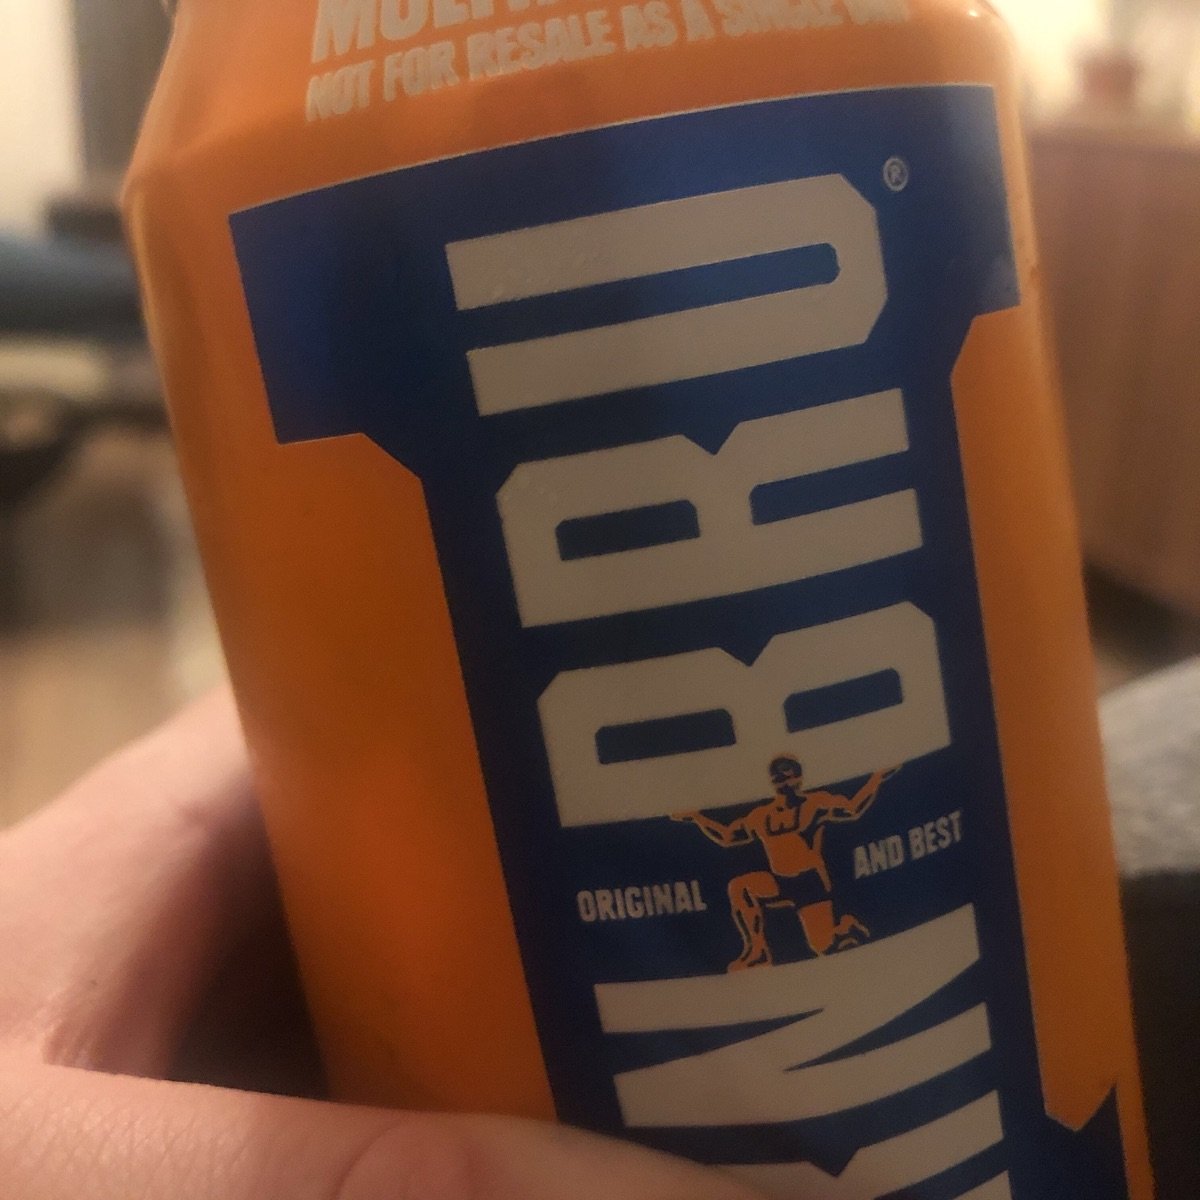 NOT FOR RESALE AS A SINGLE CAN
®
BRU
ORIGINAL AND BEST